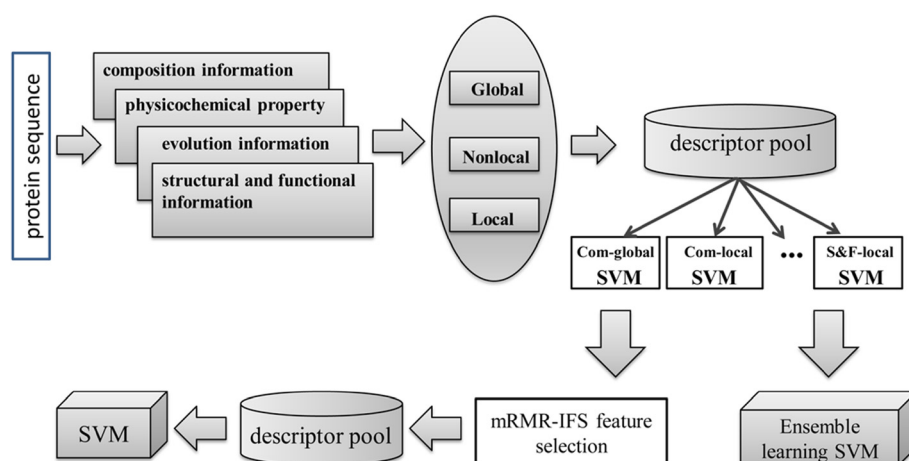 protein sequence
composition information
physicochemical property
evolution information
structural and functional
information
Global
Nonlocal
Local
descriptor pool
Com-global
SVM
Com-local
SVM
...
S&F-local
SVM
SVM
descriptor pool
mRMR-IFS feature
selection
Ensemble
learning SVM